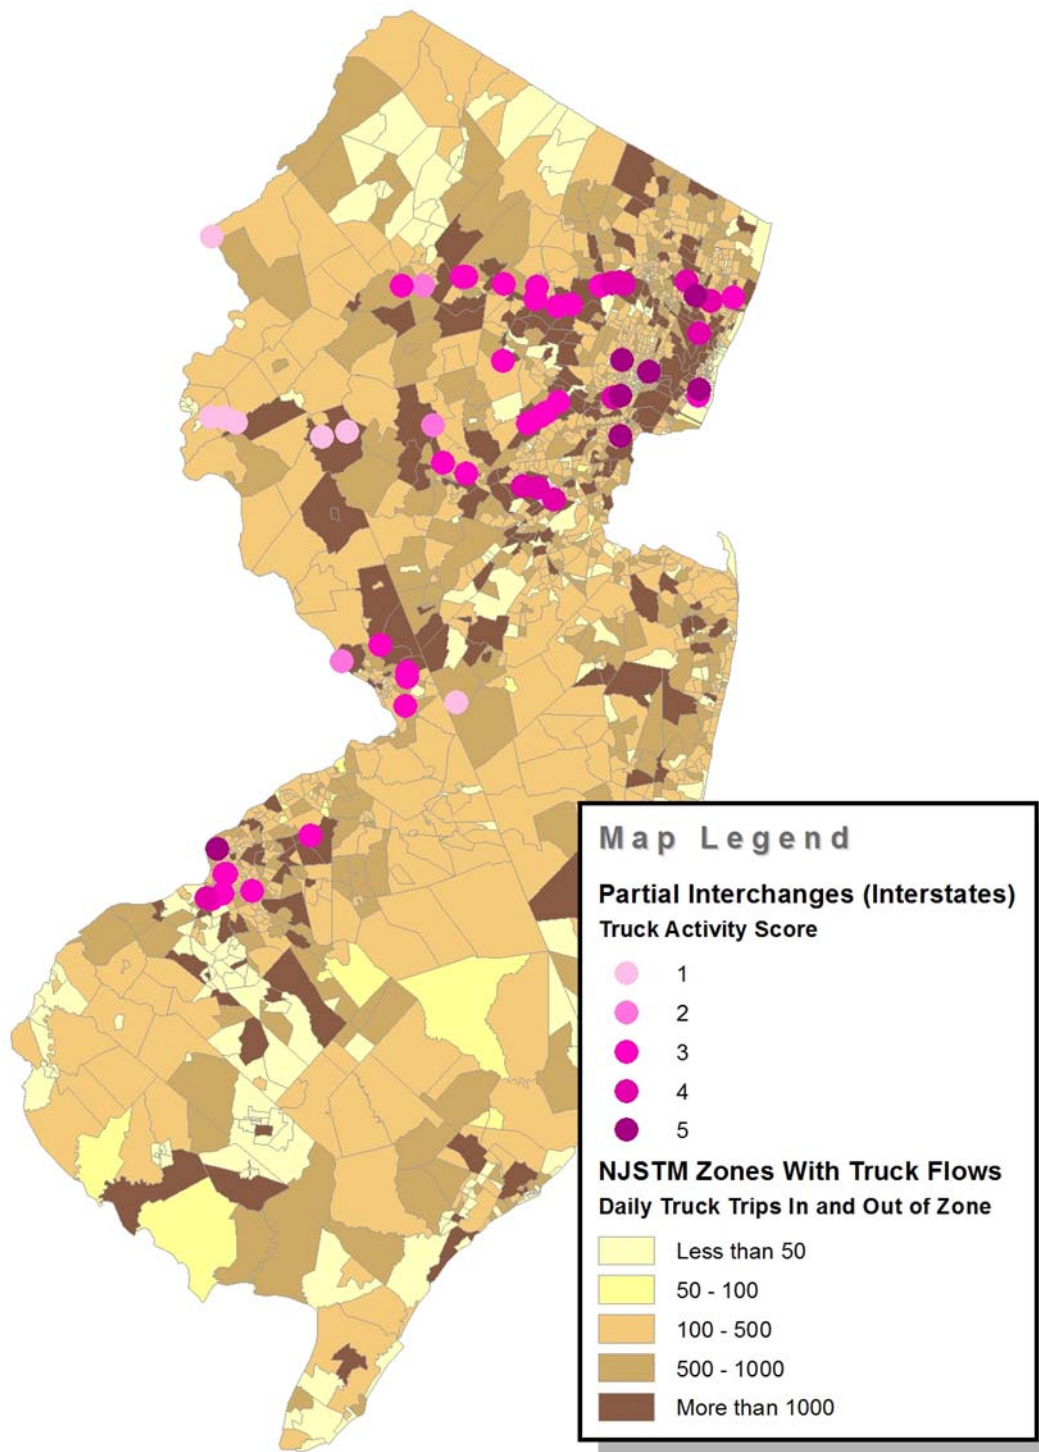 Map Legend
Partial Interchanges (Interstates)
Truck Activity Score
1
2
3
4
5
NJSTM Zones With Truck Flows
Daily Truck Trips In and Out of Zone
Less than 50
50 - 100
100 - 500
500 - 1000
More than 1000